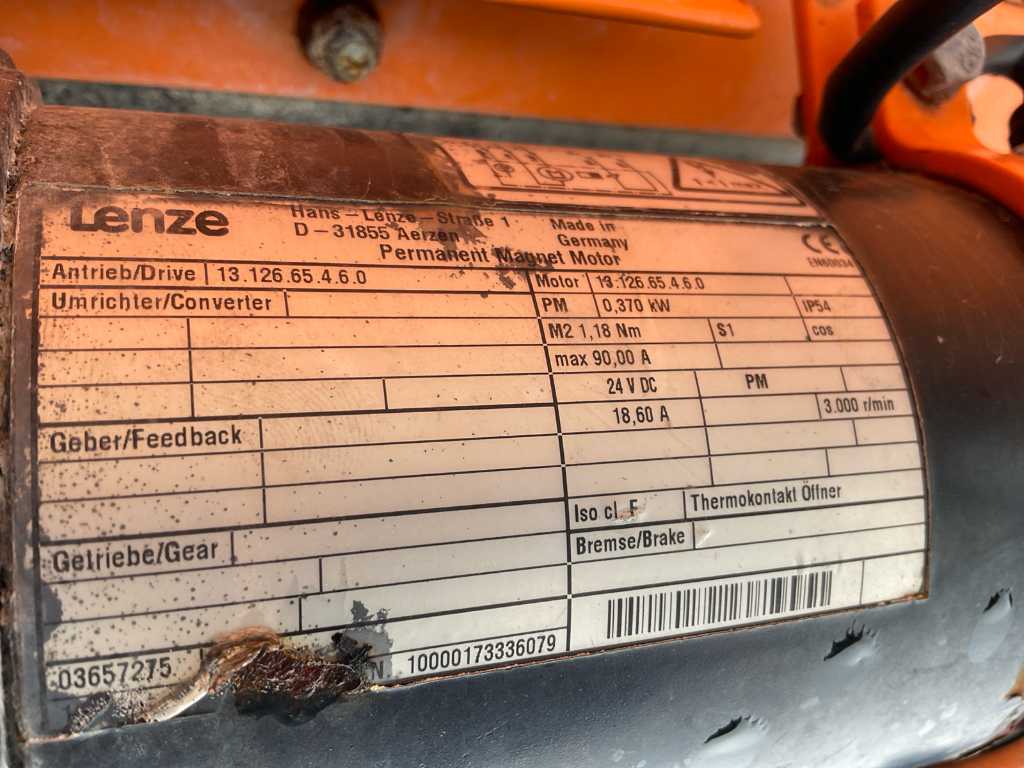 Lenze
Hans-Lenze-Straße 1
D-31855 Aerzen
Made in
Germany
Permanent Magnet Motor
CE
EN60034
Antrieb/Drive 13.126.65.4.6.0
Motor 13.126.65.4.6.0
Umrichter/Converter
PM 0,370 kW IP54
M2 1,18 Nm S1 cos
max 90,00 A
24 V DC PM
18,60 A 3.000 r/min
Geber/Feedback
Iso cl. F Thermokontakt Öffner
Getriebe/Gear
Bremse/Brake
03657275
N. 10000173336079